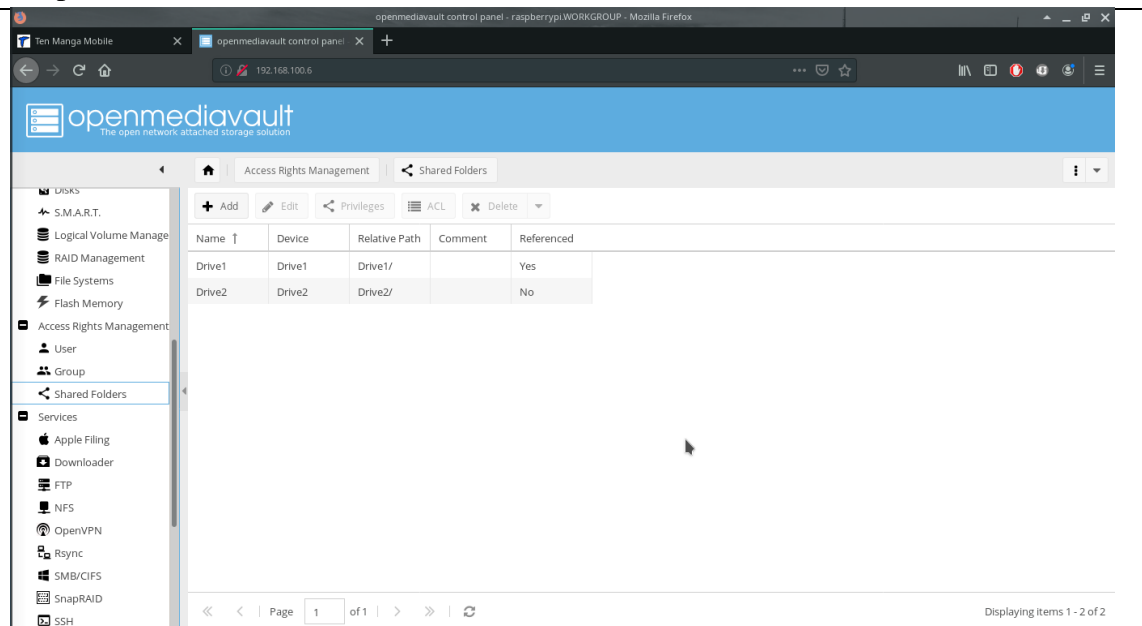 openmediavault control panel - raspberrypi.WORKGROUP - Mozilla Firefox
Ten Manga Mobile
openmediavault control panel
192.168.100.6
openmediavault
The open network attached storage solution
Access Rights Management
Shared Folders
Disks
S.M.A.R.T.
Logical Volume Manage
RAID Management
File Systems
Flash Memory
Access Rights Management
User
Group
Shared Folders
Services
Apple Filing
Downloader
FTP
NFS
OpenVPN
Rsync
SMB/CIFS
SnapRAID
SSH
Add Edit Privileges ACL Delete
Name Device Relative Path Comment Referenced
Drive1 Drive1 Drive1/ Yes
Drive2 Drive2 Drive2/ No
Page 1 of 1
Displaying items 1 - 2 of 2